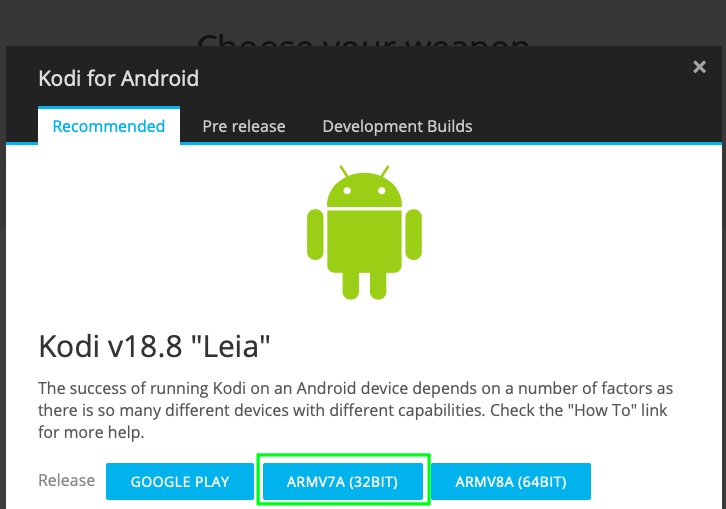 Choose your weapon
Kodi for Android
×
Recommended
Pre release
Development Builds
Kodi v18.8 "Leia"
The success of running Kodi on an Android device depends on a number of factors as
there is so many different devices with different capabilities. Check the "How To" link
for more help.
Release
GOOGLE PLAY
ARMV7A (32BIT)
ARMV8A (64BIT)